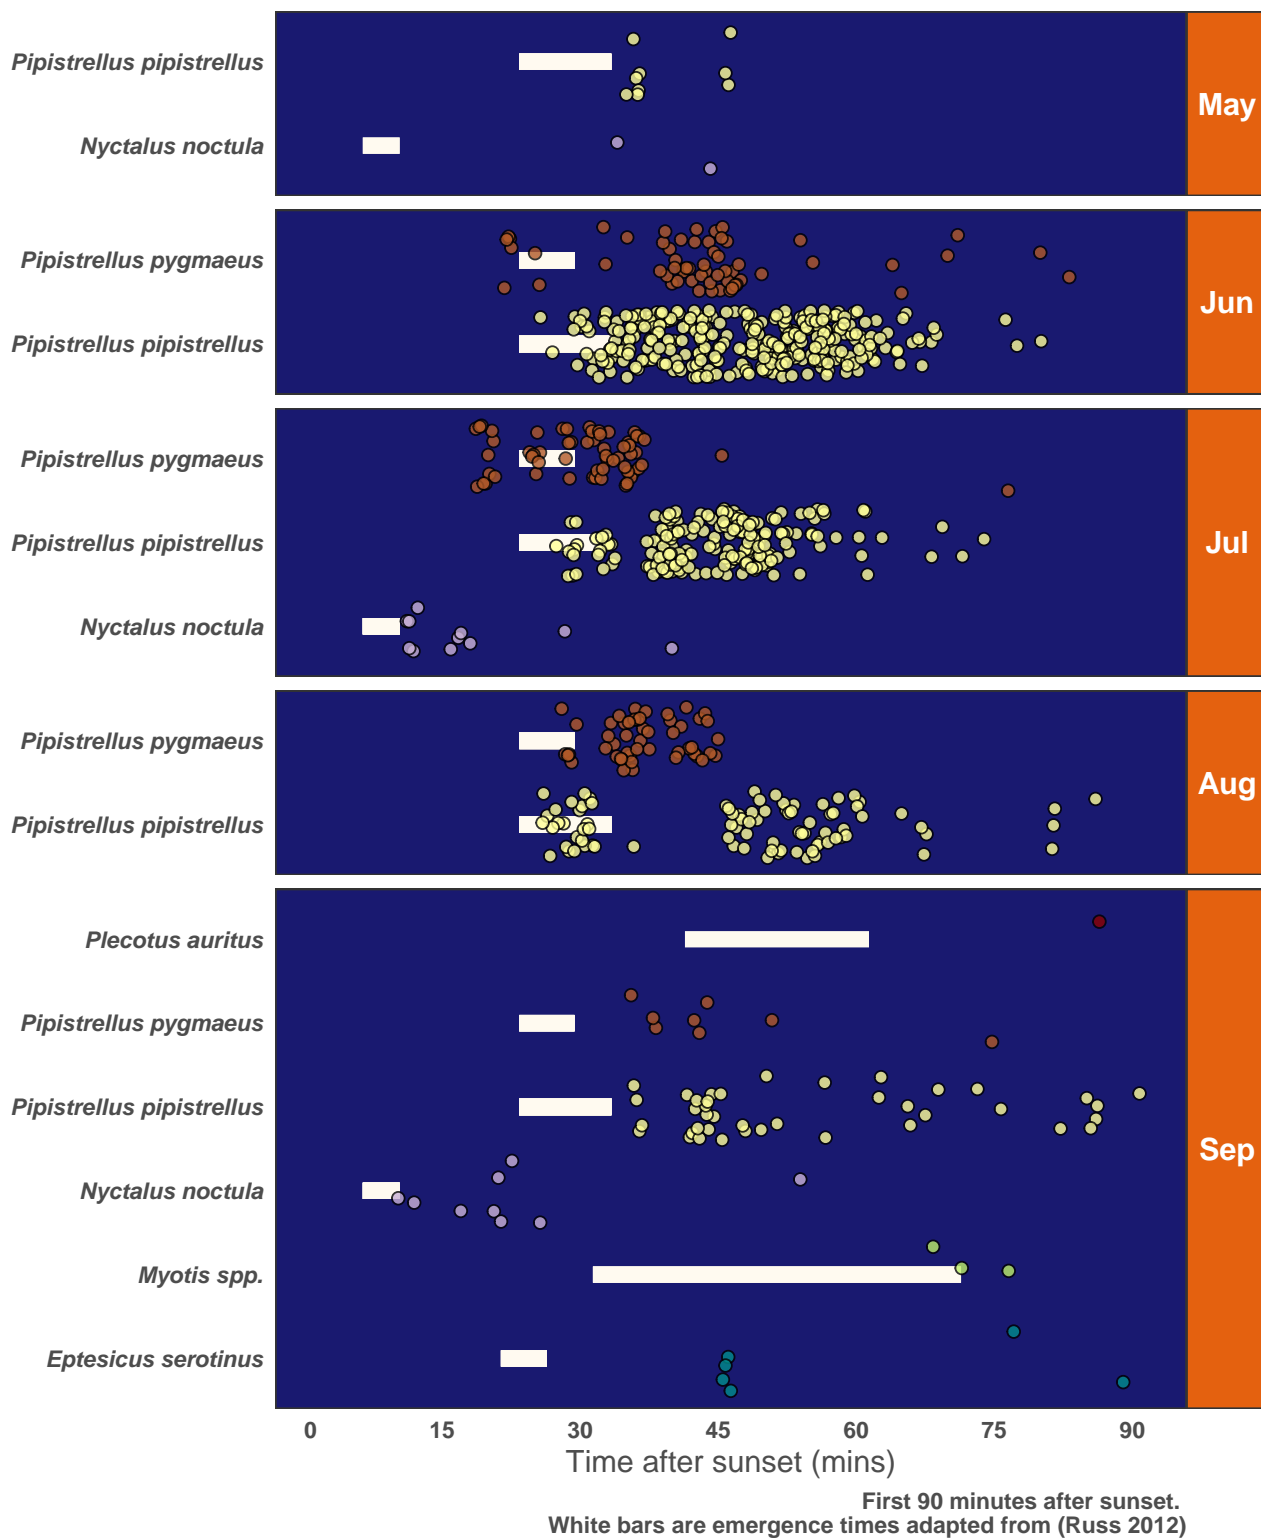 Pipistrellus pipistrellus
Nyctalus noctula
May
Pipistrellus pygmaeus
Pipistrellus pipistrellus
Jun
Pipistrellus pygmaeus
Pipistrellus pipistrellus
Nyctalus noctula
Jul
Pipistrellus pygmaeus
Pipistrellus pipistrellus
Aug
Plecotus auritus
Pipistrellus pygmaeus
Pipistrellus pipistrellus
Nyctalus noctula
Myotis spp.
Eptesicus serotinus
Sep
0 15 30 45 60 75 90
Time after sunset (mins)
First 90 minutes after sunset.
White bars are emergence times adapted from (Russ 2012)